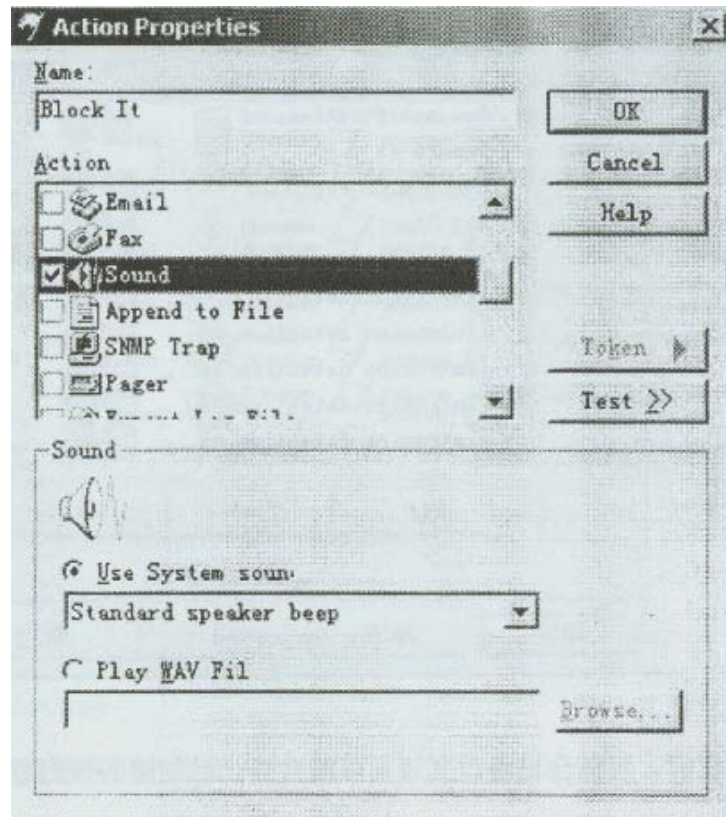 Action Properties
Name:
Block It
OK
Action
Cancel
Email
Help
Fax
Sound
Append to File
SNMP Trap
Token
Pager
Test >>
Sound
Use System soun
Standard speaker beep
Play WAV Fil
Browse...